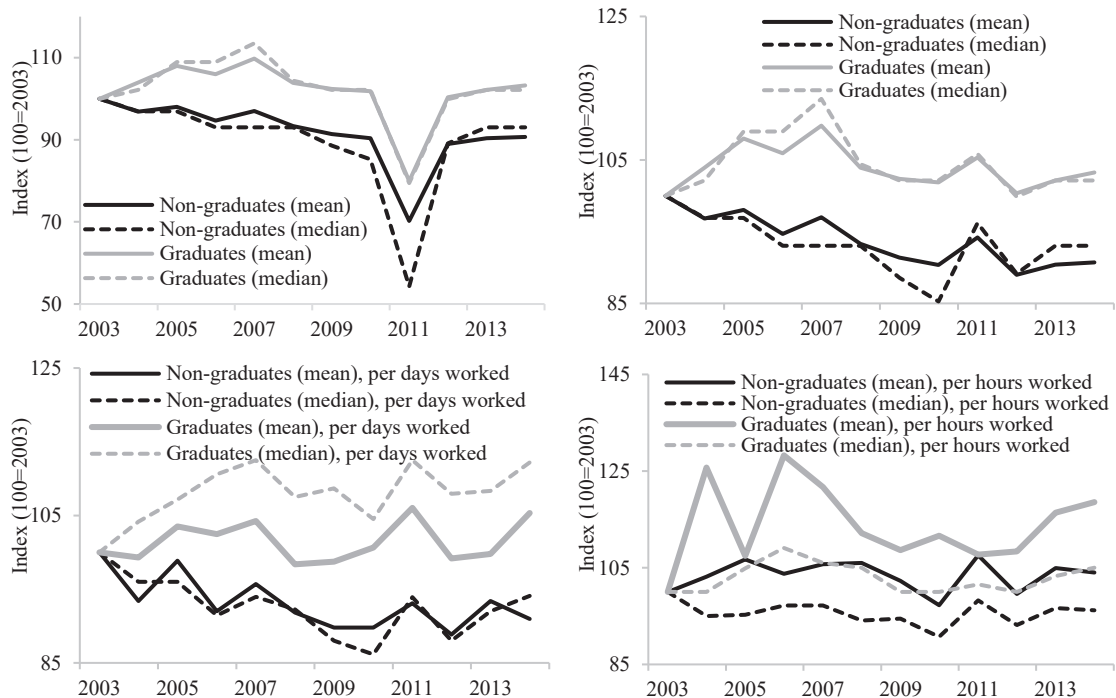 Index (100=2003)
110
90
70
50
Non-graduates (mean)
Non-graduates (median)
Graduates (mean)
Graduates (median)
2003 2005 2007 2009 2011 2013
Index (100=2003)
125
105
85
Non-graduates (mean)
Non-graduates (median)
Graduates (mean)
Graduates (median)
2003 2005 2007 2009 2011 2013
Index (100=2003)
125
105
85
Non-graduates (mean), per days worked
Non-graduates (median), per days worked
Graduates (mean), per days worked
Graduates (median), per days worked
2003 2005 2007 2009 2011 2013
Index (100=2003)
145
125
105
85
Non-graduates (mean), per hours worked
Non-graduates (median), per hours worked
Graduates (mean), per hours worked
Graduates (median), per hours worked
2003 2005 2007 2009 2011 2013